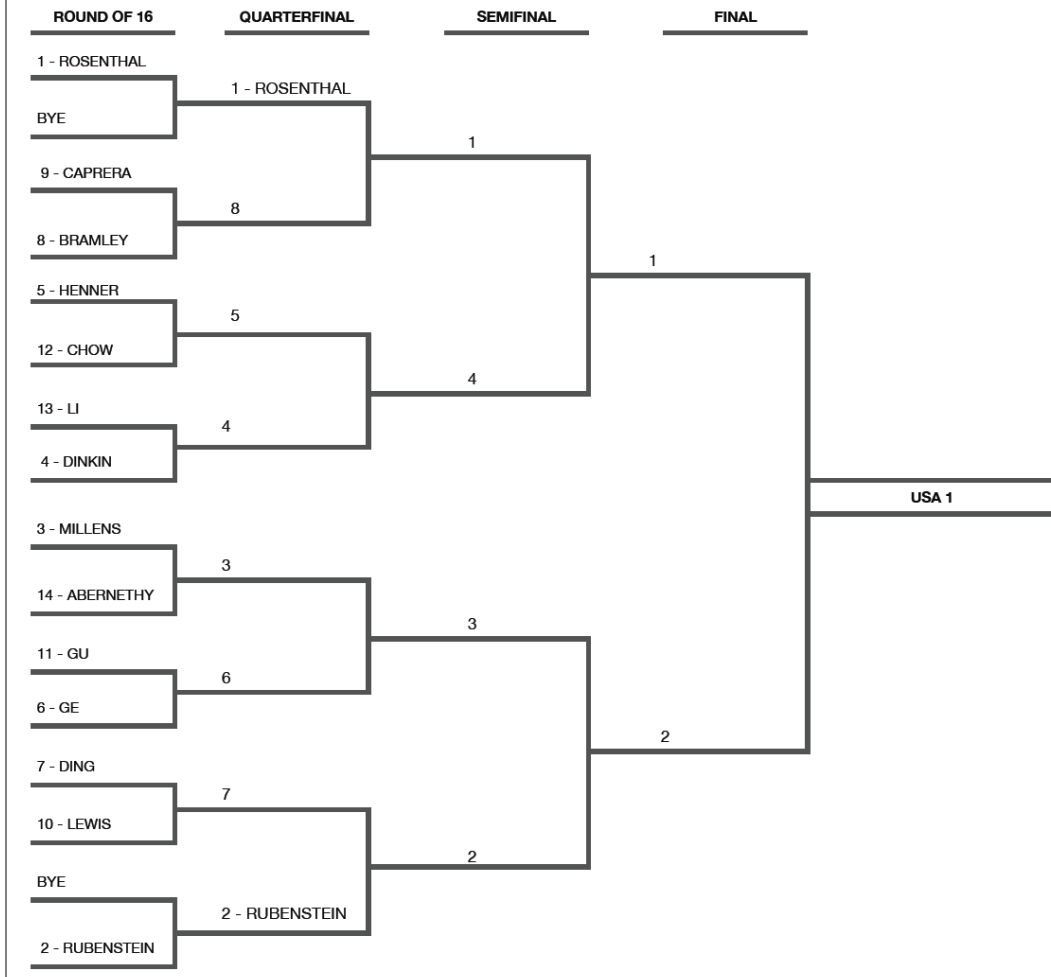 ROUND OF 16 QUARTERFINAL SEMIFINAL FINAL
1 - ROSENTHAL
1 - ROSENTHAL
BYE
1
9 - CAPRERA
8
8 - BRAMLEY
1
5 - HENNER
5
12 - CHOW
4
13 - LI
4
4 - DINKIN
USA 1
3 - MILLENS
3
14 - ABERNETHY
3
11 - GU
6
6 - GE
2
7 - DING
7
10 - LEWIS
2
BYE
2 - RUBENSTEIN
2 - RUBENSTEIN